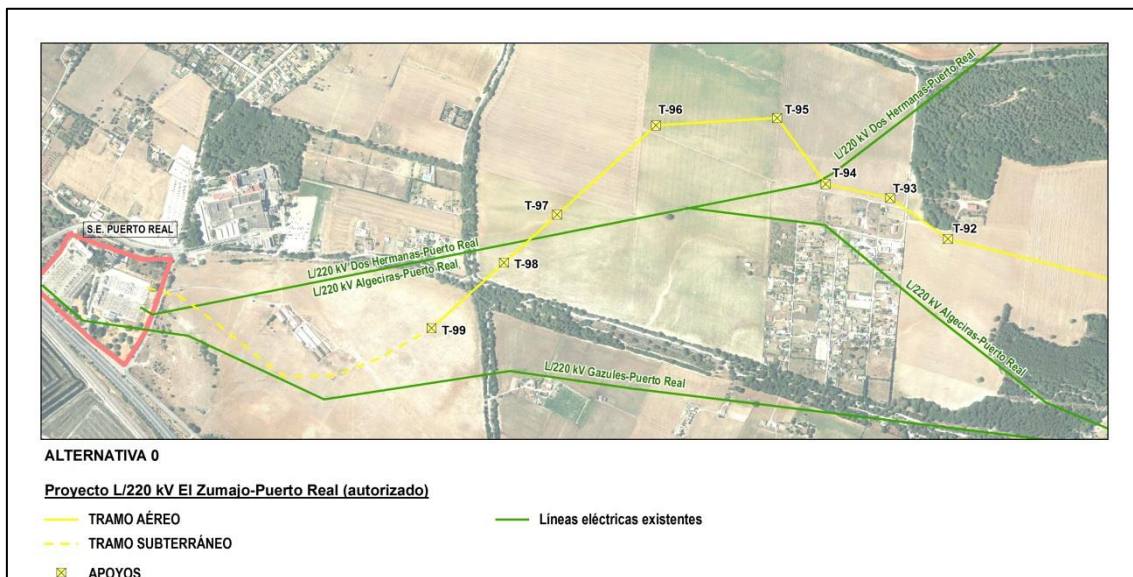 L/220 kV Dos Hermanas-Puerto Real
T-96
T-95
T-94
T-93
T-97
S.E. PUERTO REAL
T-92
L/220 kV Dos Hermanas-Puerto Real
L/220 kV Algeciras-Puerto Real
T-98
L/220 kV Algeciras-Puerto Real
T-99
L/220 kV Gazules-Puerto Real
ALTERNATIVA 0
Proyecto L/220 kV El Zumajo-Puerto Real (autorizado)
TRAMO AÉREO
Líneas eléctricas existentes
TRAMO SUBTERRÁNEO
APOYOS